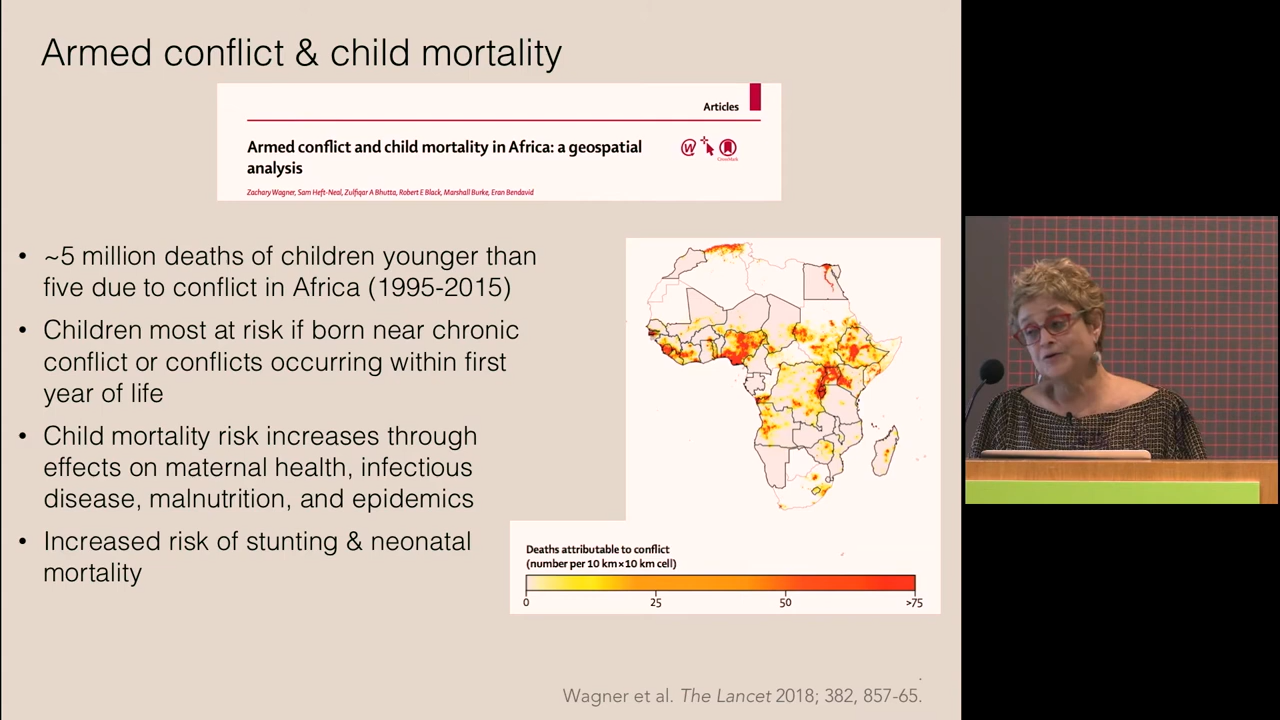 Armed conflict & child mortality
Articles
Armed conflict and child mortality in Africa: a geospatial
analysis
CrossMark
Zachary Wagner, Sam Heft-Neal, Zulfiqar A Bhutta, Robert E Black, Marshall Burke, Eran Bendavid
• ~5 million deaths of children younger than
five due to conflict in Africa (1995-2015)
• Children most at risk if born near chronic
conflict or conflicts occurring within first
year of life
• Child mortality risk increases through
effects on maternal health, infectious
disease, malnutrition, and epidemics
• Increased risk of stunting & neonatal
mortality
Deaths attributable to conflict
(number per 10 km×10 km cell)
0 25 50 >75
.
Wagner et al. The Lancet 2018; 382, 857-65.